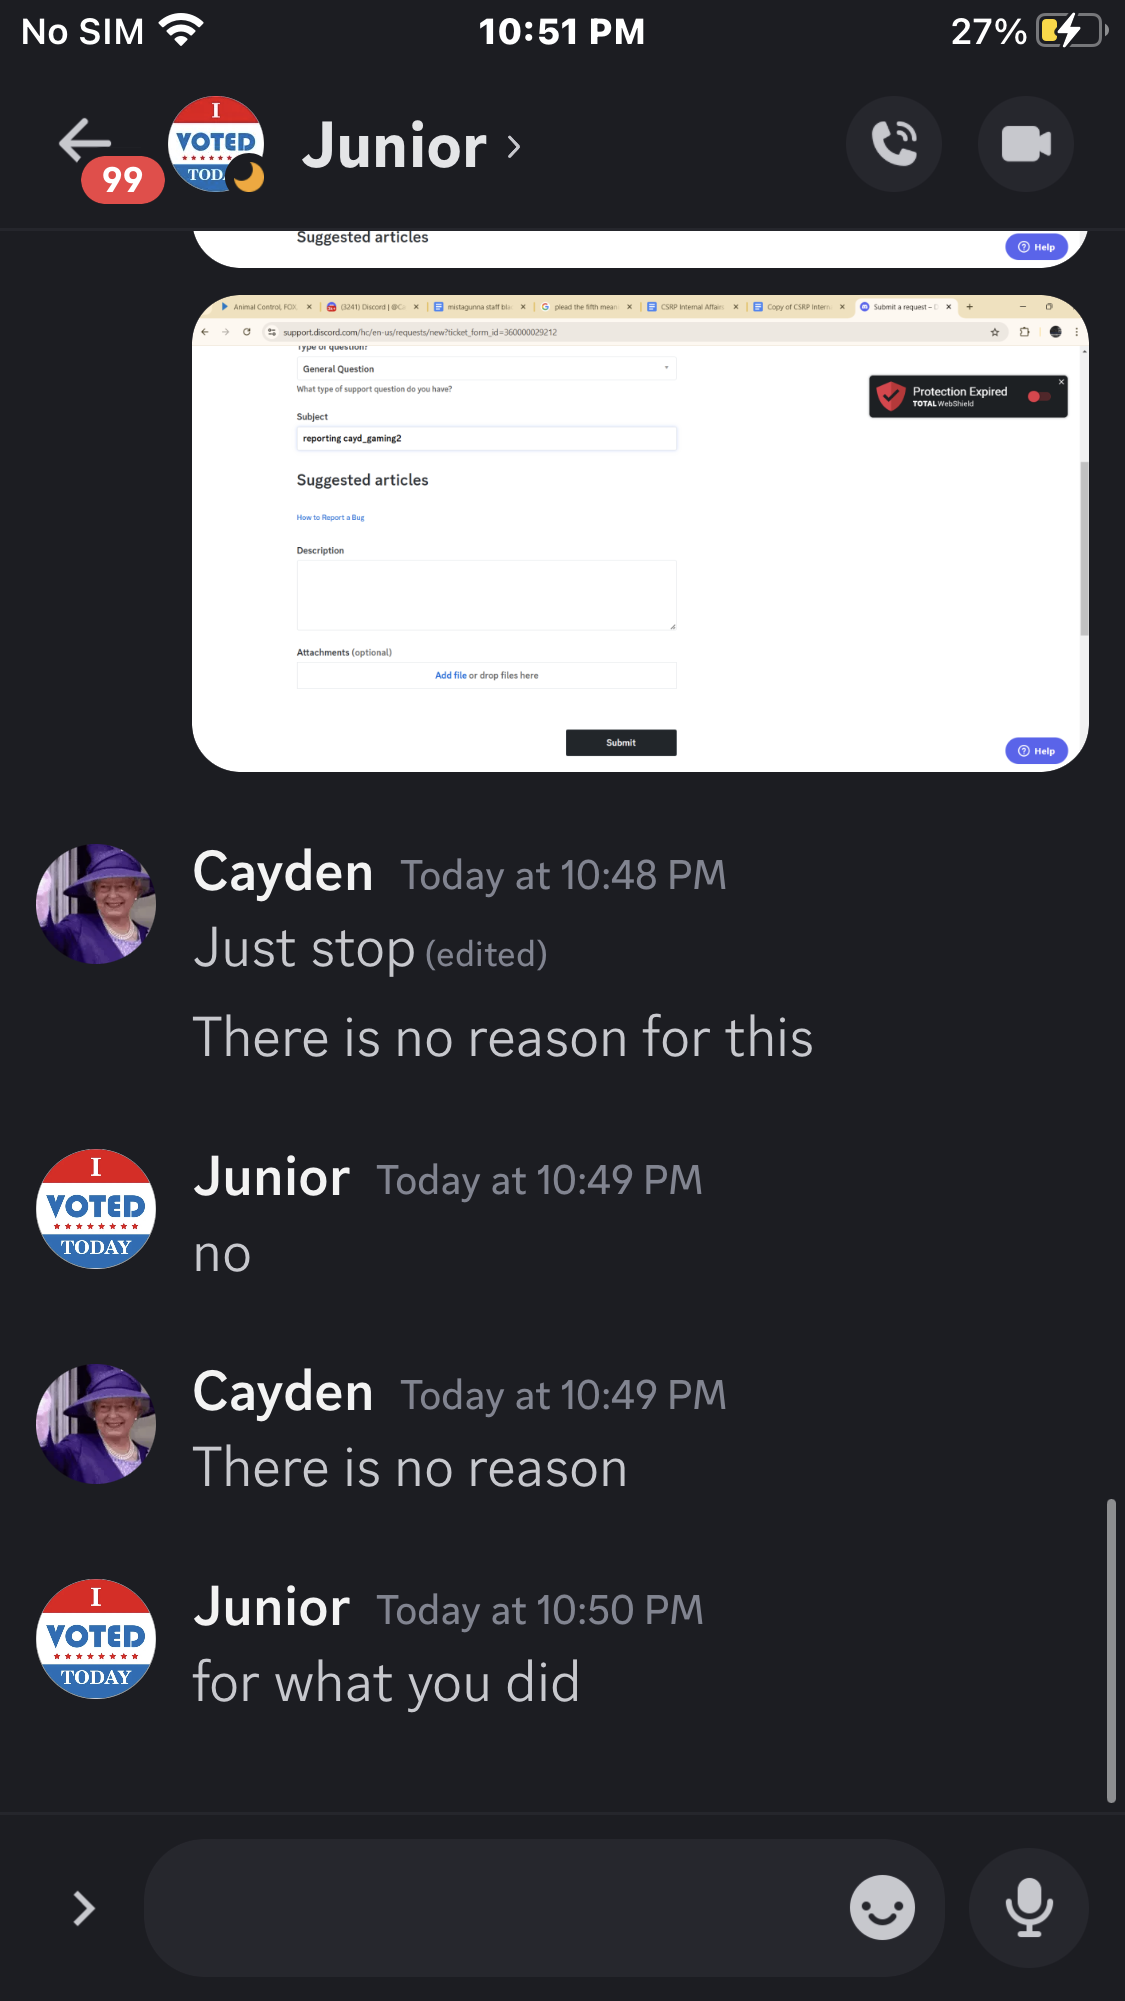 No SIM
10:51 PM
27%
99
I
VOTED
TOD
Junior
Suggested articles
Help
Animal Control, FOX
(3241) Discord | @C
mistagunna staff bla
plead the fifth mean
CSRP Internal Affairs
Copy of CSRP Intern
Submit a request –
support.discord.com/hc/en-us/requests/new?ticket_form_id=360000029212
Type of question?
General Question
What type of support question do you have?
Protection Expired
TOTAL WebShield
Subject
reporting cayd_gaming2
Suggested articles
How to Report a Bug
Description
Attachments (optional)
Add file or drop files here
Submit
Help
Cayden Today at 10:48 PM
Just stop (edited)
There is no reason for this
I
VOTED
TODAY
Junior Today at 10:49 PM
no
Cayden Today at 10:49 PM
There is no reason
I
VOTED
TODAY
Junior Today at 10:50 PM
for what you did